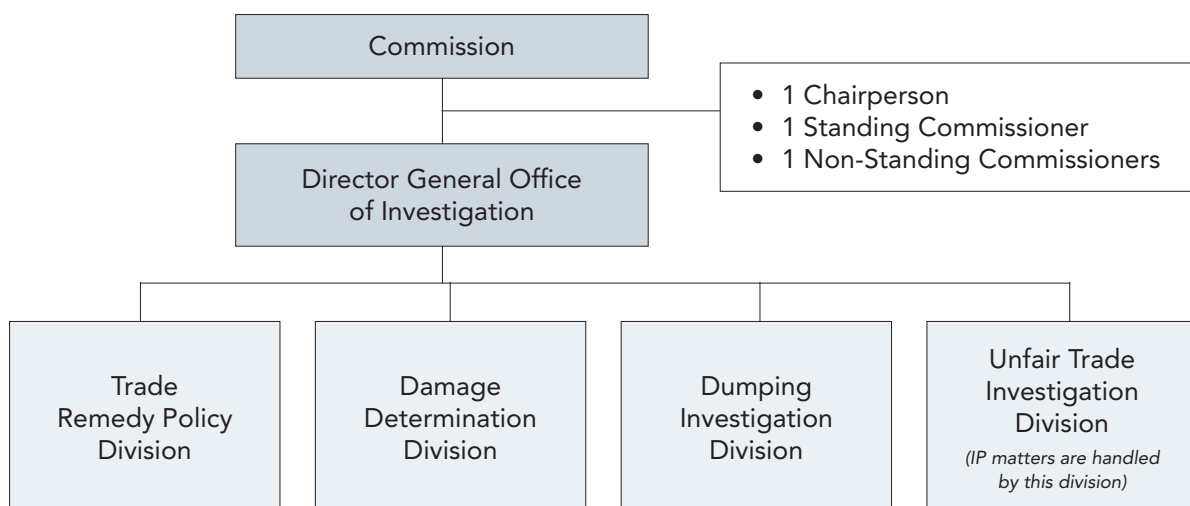 Commission
• 1 Chairperson
• 1 Standing Commissioner
• 1 Non-Standing Commissioners
Director General Office
of Investigation
Trade
Remedy Policy
Division
Damage
Determination
Division
Dumping
Investigation
Division
Unfair Trade
Investigation
Division
(IP matters are handled
by this division)